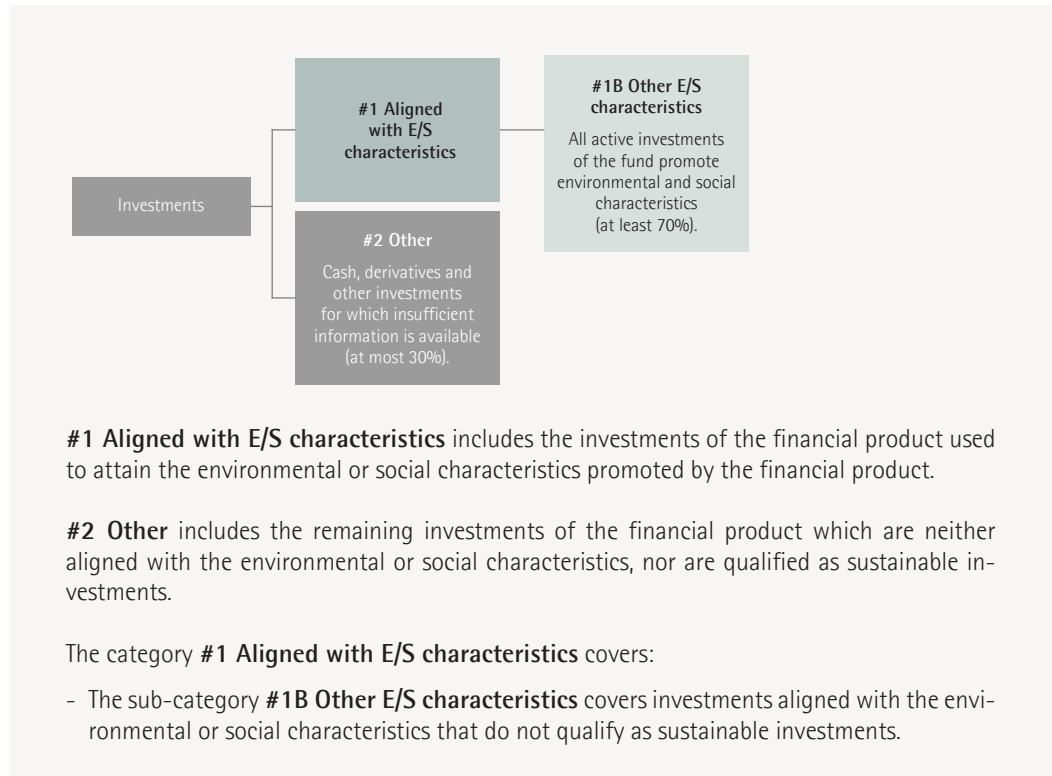 Investments
#1 Aligned
with E/S
characteristics
#1B Other E/S
characteristics
All active investments
of the fund promote
environmental and social
characteristics
(at least 70%).
#2 Other
Cash, derivatives and
other investments
for which insufficient
information is available
(at most 30%).
#1 Aligned with E/S characteristics includes the investments of the financial product used
to attain the environmental or social characteristics promoted by the financial product.
#2 Other includes the remaining investments of the financial product which are neither
aligned with the environmental or social characteristics, nor are qualified as sustainable in-
vestments.
The category #1 Aligned with E/S characteristics covers:
- The sub-category #1B Other E/S characteristics covers investments aligned with the envi-
ronmental or social characteristics that do not qualify as sustainable investments.